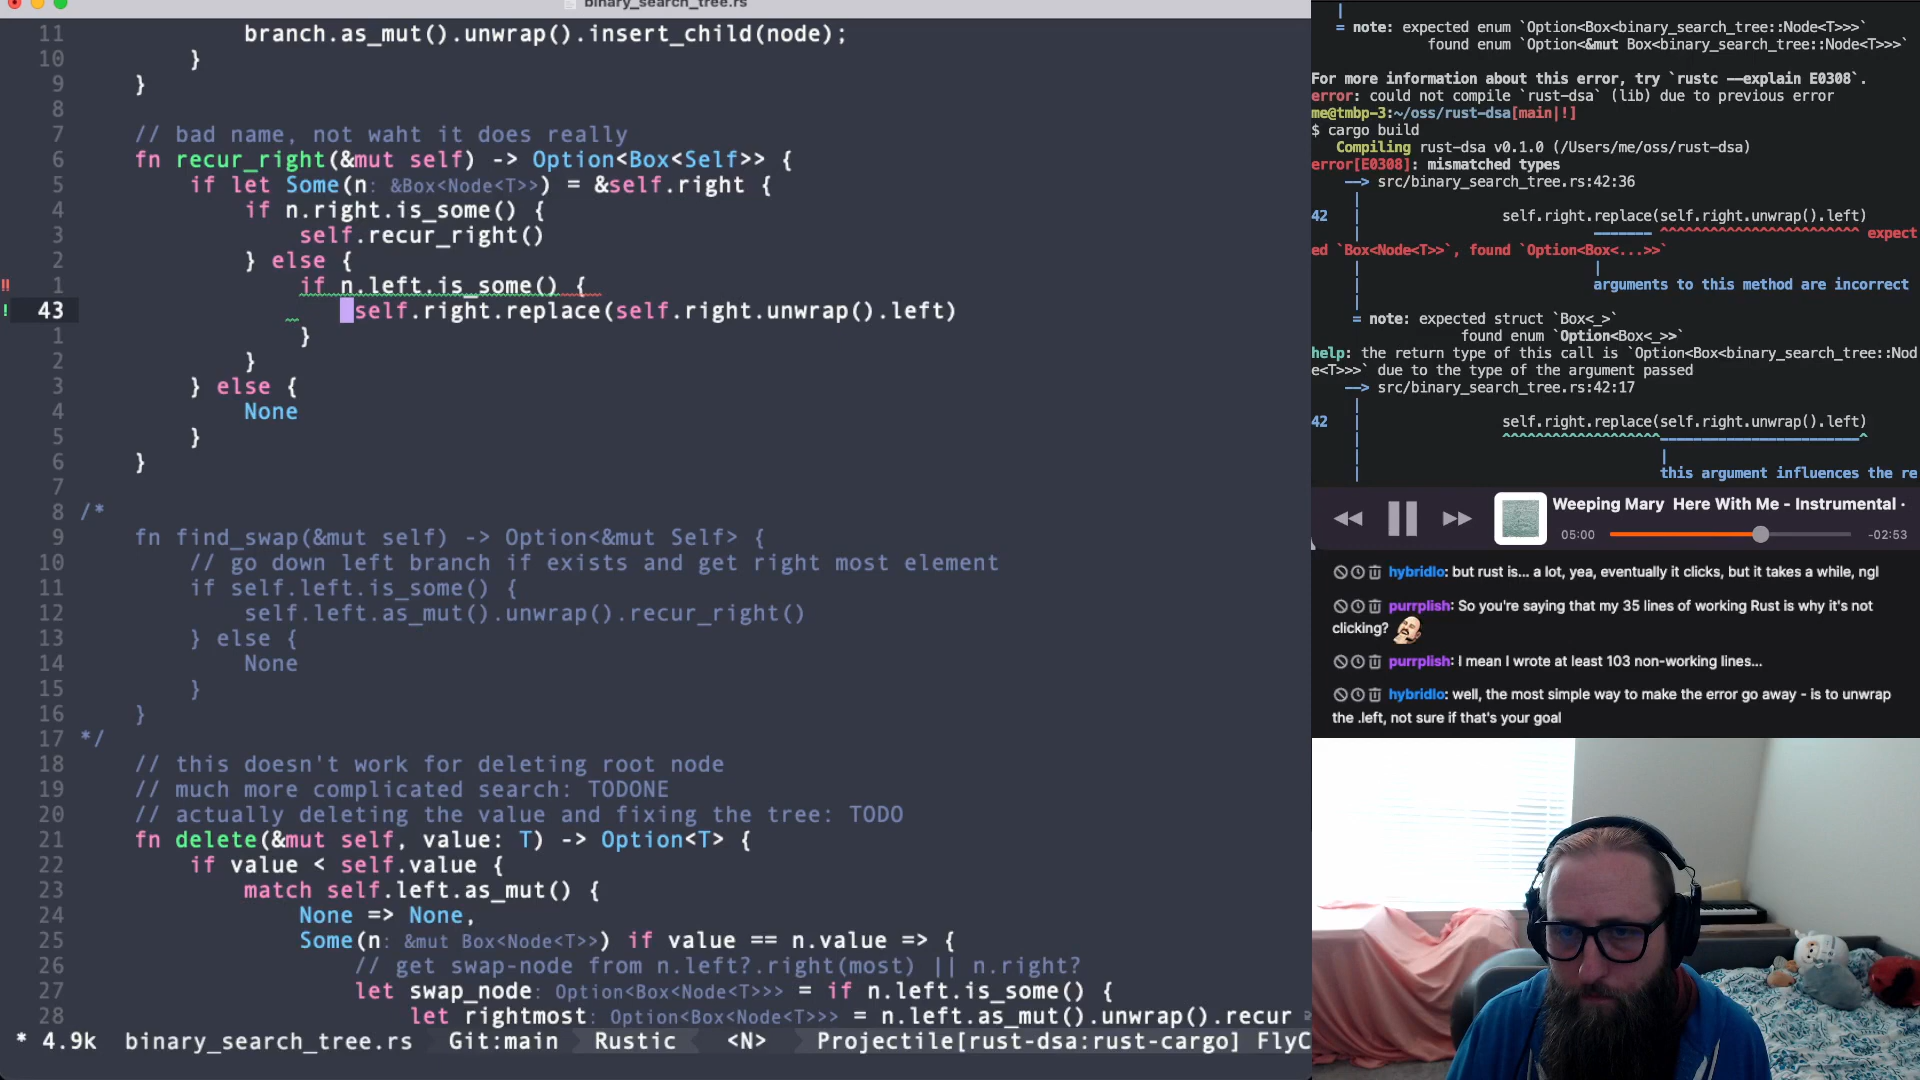 binary_search_tree.rs
11 branch.as_mut().unwrap().insert_child(node);
10 }
9 }
8
7 // bad name, not waht it does really
6 fn recur_right(&mut self) -> Option<Box<Self>> {
5 if let Some(n: &Box<Node<T>>) = &self.right {
4 if n.right.is_some() {
3 self.recur_right()
2 } else {
!! 1 if n.left.is_some() {
! 43 self.right.replace(self.right.unwrap().left)
1 }
2 }
3 } else {
4 None
5 }
6 }
7
8 /*
9 fn find_swap(&mut self) -> Option<&mut Self> {
10 // go down left branch if exists and get right most element
11 if self.left.is_some() {
12 self.left.as_mut().unwrap().recur_right()
13 } else {
14 None
15 }
16 }
17 */
18 // this doesn't work for deleting root node
19 // much more complicated search: TODONE
20 // actually deleting the value and fixing the tree: TODO
21 fn delete(&mut self, value: T) -> Option<T> {
22 if value < self.value {
23 match self.left.as_mut() {
24 None => None,
25 Some(n: &mut Box<Node<T>>) if value == n.value => {
26 // get swap-node from n.left?.right(most) || n.right?
27 let swap_node: Option<Box<Node<T>>> = if n.left.is_some() {
28 let rightmost: Option<Box<Node<T>>> = n.left.as_mut().unwrap().recur
* 4.9k binary_search_tree.rs Git:main Rustic <N> Projectile[rust-dsa:rust-cargo] FlyC
|
= note: expected enum `Option<Box<binary_search_tree::Node<T>>>`
found enum `Option<&mut Box<binary_search_tree::Node<T>>>`
For more information about this error, try `rustc --explain E0308`.
error: could not compile `rust-dsa` (lib) due to previous error
me@tmbp-3:~/oss/rust-dsa[main|!]
$ cargo build
Compiling rust-dsa v0.1.0 (/Users/me/oss/rust-dsa)
error[E0308]: mismatched types
--> src/binary_search_tree.rs:42:36
|
42 | self.right.replace(self.right.unwrap().left)
| ------- ^^^^^^^^^^^^^^^^^^^^^^^ expect
ed `Box<Node<T>>`, found `Option<Box<...>>`
| |
| arguments to this method are incorrect
|
= note: expected struct `Box<_>`
found enum `Option<Box<_>>`
help: the return type of this call is `Option<Box<binary_search_tree::Nod
e<T>>>` due to the type of the argument passed
--> src/binary_search_tree.rs:42:17
|
42 | self.right.replace(self.right.unwrap().left)
| ^^^^^^^^^^^^^^^^^^^-----------------------^
| |
| this argument influences the re
Weeping Mary Here With Me - Instrumental ·
05:00 -02:53
hybridlo: but rust is... a lot, yea, eventually it clicks, but it takes a while, ngl
purrplish: So you're saying that my 35 lines of working Rust is why it's not
clicking?
purrplish: I mean I wrote at least 103 non-working lines...
hybridlo: well, the most simple way to make the error go away - is to unwrap
the .left, not sure if that's your goal